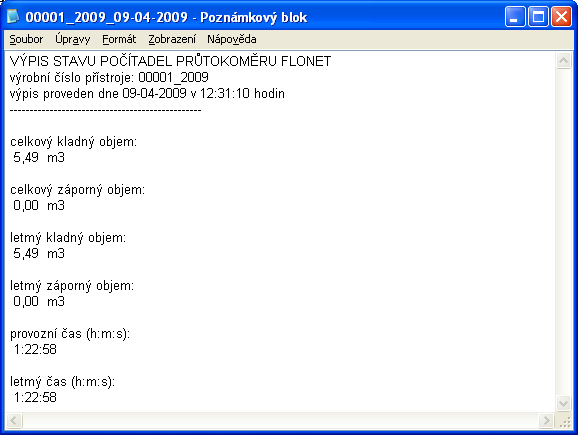 00001_2009_09-04-2009 - Poznámkový blok
Soubor Úpravy Formát Zobrazení Nápověda
VÝPIS STAVU POČÍTADEL PRŮTOKOMĚRU FLONET
výrobní číslo přístroje: 00001_2009
výpis proveden dne 09-04-2009 v 12:31:10 hodin
------------------------------------------------
celkový kladný objem:
5,49 m3
celkový záporný objem:
0,00 m3
letmý kladný objem:
5,49 m3
letmý záporný objem:
0,00 m3
provozní čas (h:m:s):
1:22:58
letmý čas (h:m:s):
1:22:58